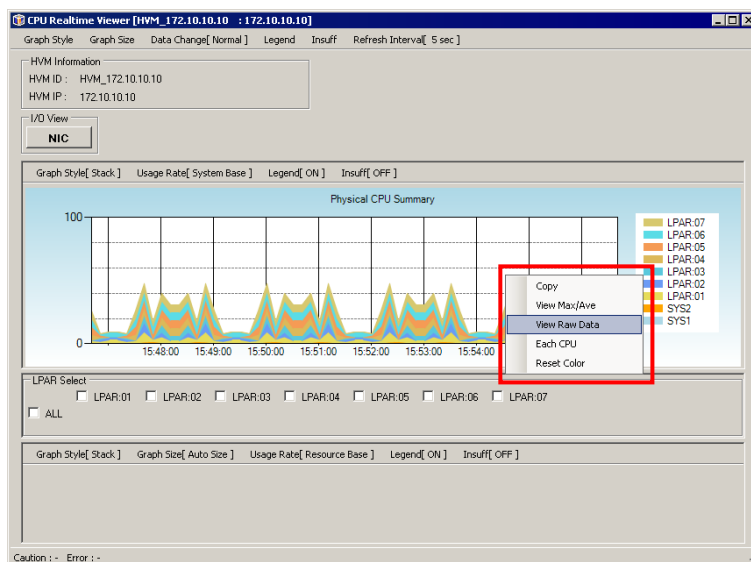 CPU Realtime Viewer [HVM_172.10.10.10 : 172.10.10.10]
Graph Style Graph Size Data Change[ Normal ] Legend Insuff Refresh Interval[ 5 sec ]
HVM Information
HVM ID : HVM_172.10.10.10
HVM IP : 172.10.10.10
I/O View
NIC
Graph Style[ Stack ] Usage Rate[ System Base ] Legend[ ON ] Insuff[ OFF ]
Physical CPU Summary
100
0
15:48:00 15:49:00 15:50:00 15:51:00 15:52:00 15:53:00 15:54:00
LPAR:07
LPAR:06
LPAR:05
LPAR:04
LPAR:03
LPAR:02
LPAR:01
SYS2
SYS1
Copy
View Max/Ave
View Raw Data
Each CPU
Reset Color
LPAR Select
LPAR:01 LPAR:02 LPAR:03 LPAR:04 LPAR:05 LPAR:06 LPAR:07
ALL
Graph Style[ Stack ] Graph Size[ Auto Size ] Usage Rate[ Resource Base ] Legend[ ON ] Insuff[ OFF ]
Caution : - Error : -